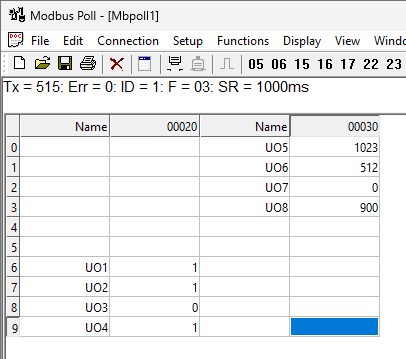 Modbus Poll - [Mbpoll1]
File Edit Connection Setup Functions Display View Window
05 06 15 16 17 22 23
Tx = 515: Err = 0: ID = 1: F = 03: SR = 1000ms
Name 00020 Name 00030
0 UO5 1023
1 UO6 512
2 UO7 0
3 UO8 900
4
5
6 UO1 1
7 UO2 1
8 UO3 0
9 UO4 1